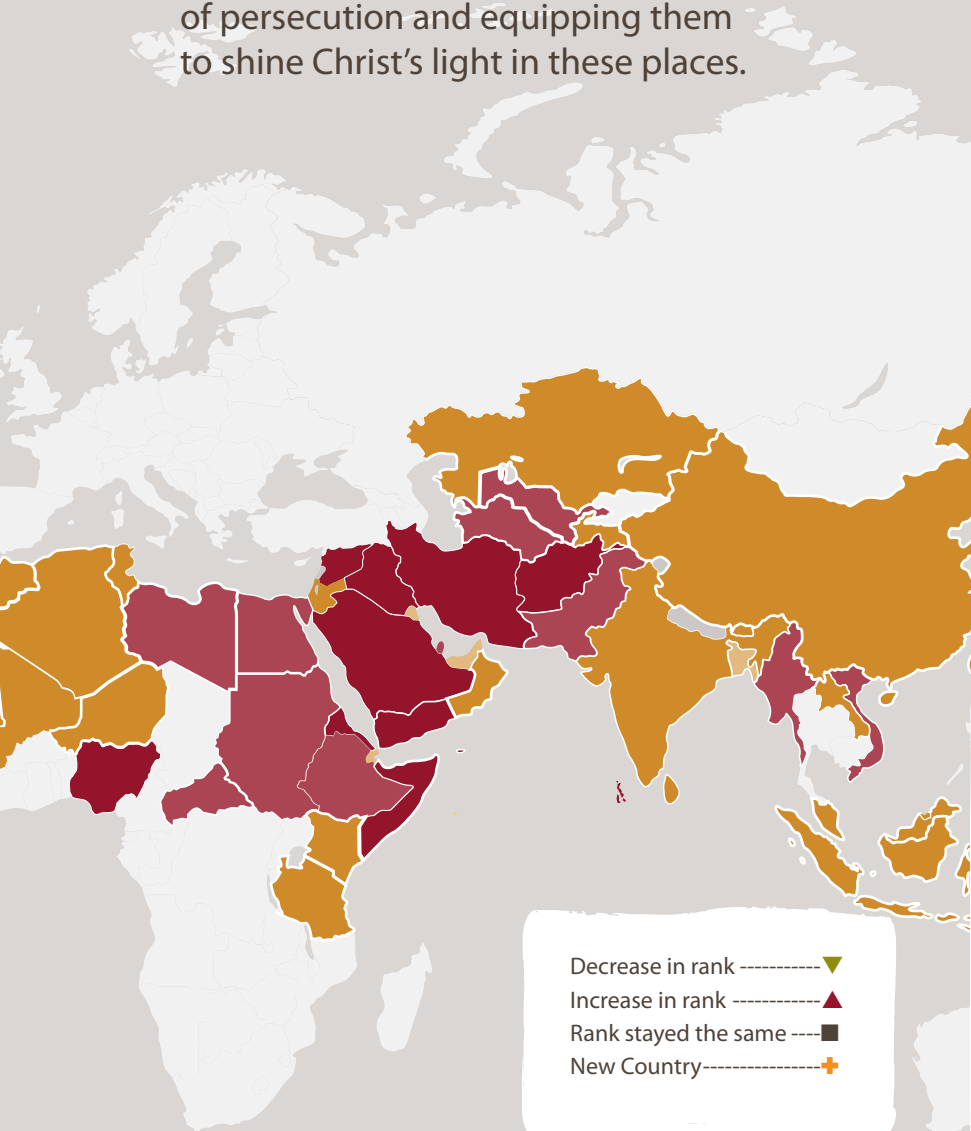 of persecution and equipping them
to shine Christ’s light in these places.
Decrease in rank -----------▼
Increase in rank ------------▲
Rank stayed the same ----■
New Country----------------✚